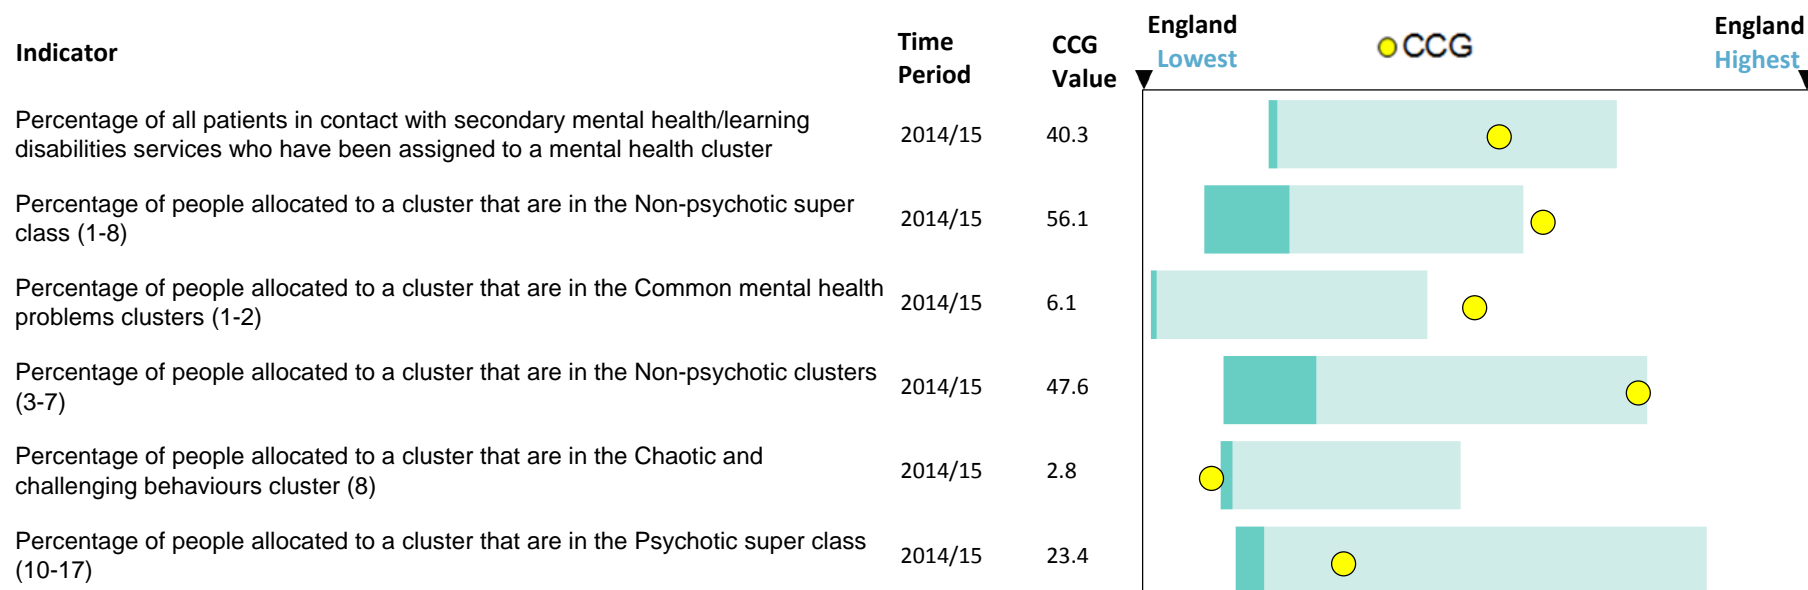 Indicator
Time
Period
CCG
Value
England
Lowest
CCG
England
Highest
Percentage of all patients in contact with secondary mental health/learning
disabilities services who have been assigned to a mental health cluster
2014/15
40.3
Percentage of people allocated to a cluster that are in the Non-psychotic super
class (1-8)
2014/15
56.1
Percentage of people allocated to a cluster that are in the Common mental health
problems clusters (1-2)
2014/15
6.1
Percentage of people allocated to a cluster that are in the Non-psychotic clusters
(3-7)
2014/15
47.6
Percentage of people allocated to a cluster that are in the Chaotic and
challenging behaviours cluster (8)
2014/15
2.8
Percentage of people allocated to a cluster that are in the Psychotic super class
(10-17)
2014/15
23.4